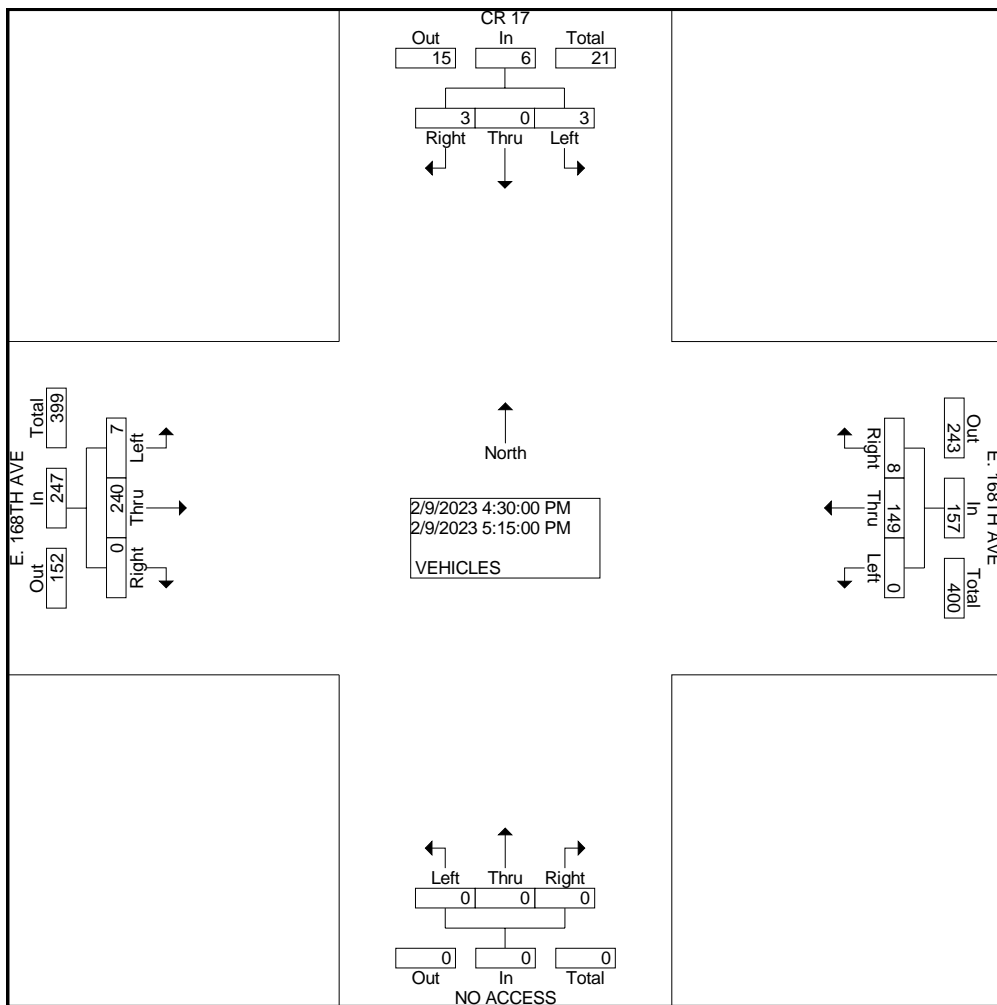 CR 17
Out In Total
15 6 21
3 0 3
Right Thru Left
E. 168TH AVE
Total In Out
399 247 152
7 240 0
Left Thru Right
North
2/9/2023 4:30:00 PM
2/9/2023 5:15:00 PM
VEHICLES
Right Thru Left
8 149 0
Out In Total
243 157 400
E. 168TH AVE
Left Thru Right
0 0 0
0 0 0
Out In Total
NO ACCESS